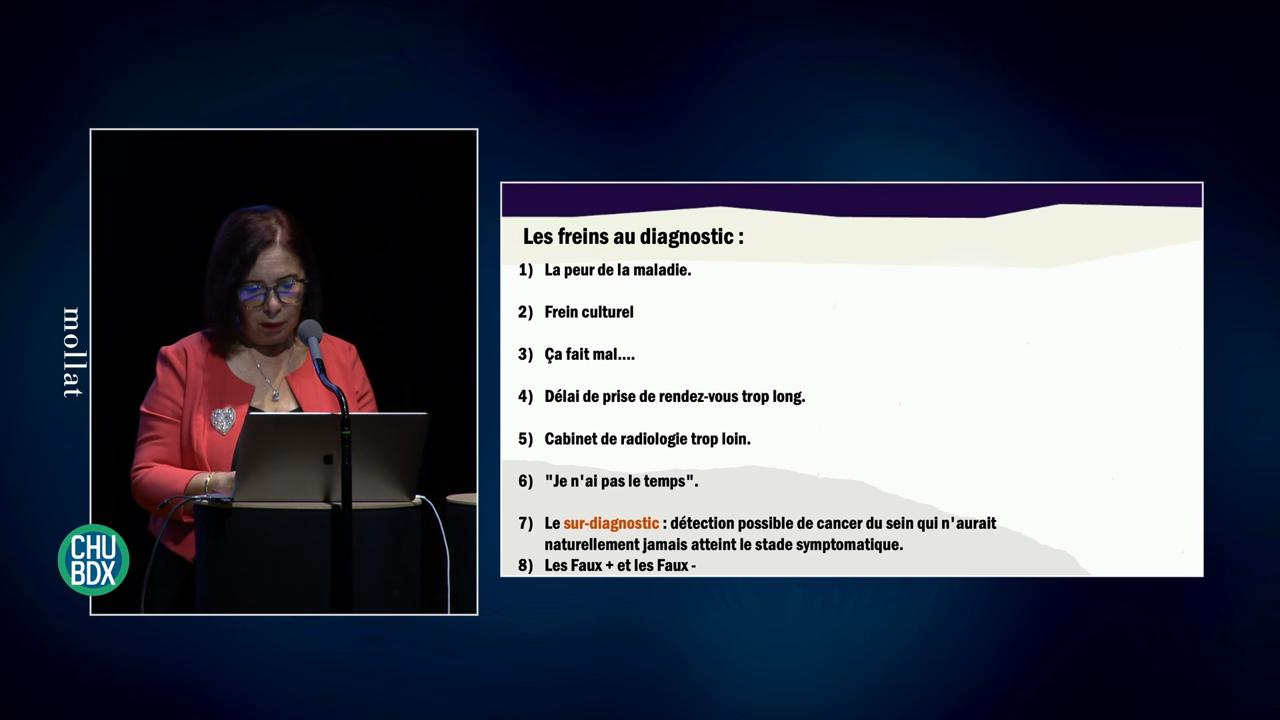 mollat
CHU
BDX
Les freins au diagnostic :
1) La peur de la maladie.
2) Frein culturel
3) Ça fait mal....
4) Délai de prise de rendez-vous trop long.
5) Cabinet de radiologie trop loin.
6) "Je n'ai pas le temps".
7) Le sur-diagnostic : détection possible de cancer du sein qui n'aurait
naturellement jamais atteint le stade symptomatique.
8) Les Faux + et les Faux -